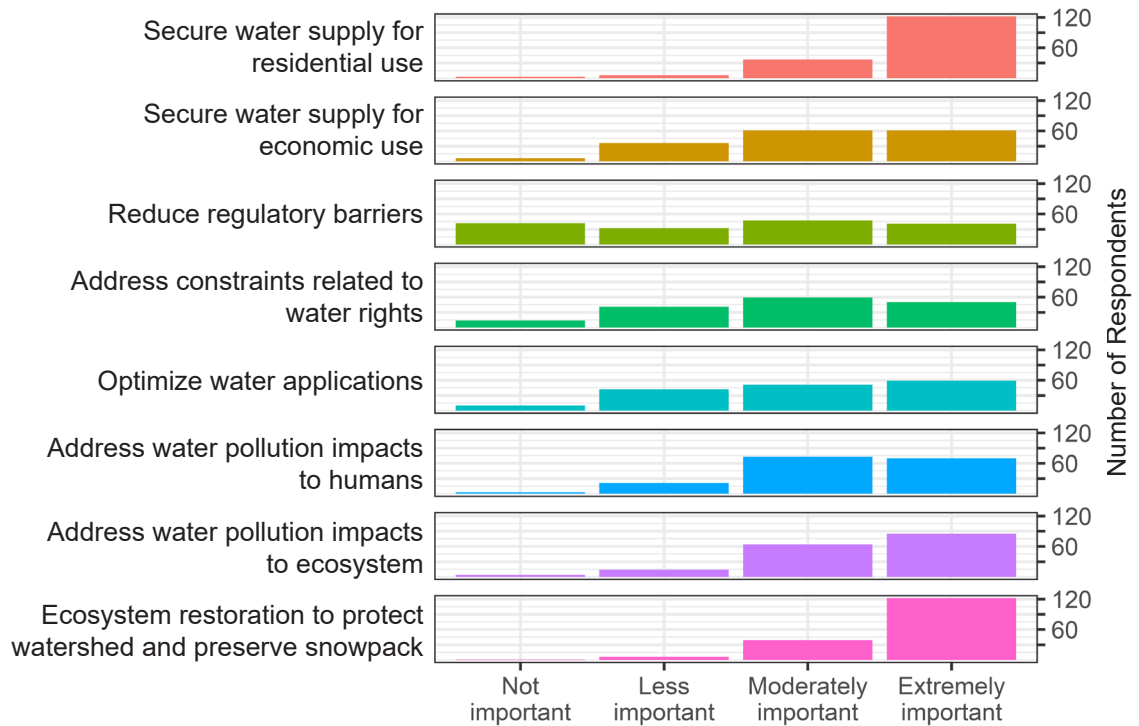 Secure water supply for
residential use
120
60
Secure water supply for
economic use
120
60
Reduce regulatory barriers
120
60
Address constraints related to
water rights
120
60
Optimize water applications
120
60
Address water pollution impacts
to humans
120
60
Address water pollution impacts
to ecosystem
120
60
Ecosystem restoration to protect
watershed and preserve snowpack
120
60
Number of Respondents
Not
important
Less
important
Moderately
important
Extremely
important